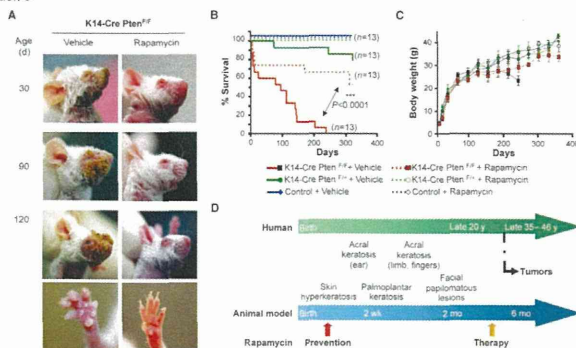 A
K14-Cre Pten F/F
Age (d)
Vehicle
Rapamycin
30
90
120
B
% Survival
100
80
60
40
20
0
(n=13)
(n=13)
(n=13)
P<0.0001
(n=13)
0 100 200 300 400
Days
C
Body weight (g)
50
40
30
20
10
0
0 100 200 300 400
Days
K14-Cre Pten F/F + Vehicle
K14-Cre Pten F/+ + Vehicle
Control + Vehicle
K14-Cre Pten F/F + Rapamycin
K14-Cre Pten F/+ + Rapamycin
Control + Rapamycin
D
Human
Birth
Late 20 y
Late 35–46 y
Acral keratosis (ear)
Acral keratosis (limb, fingers)
Tumors
Skin hyperkeratosis
Palmoplantar keratosis
Facial papillomatous lesions
Animal model
Birth
2 wk
2 mo
6 mo
Rapamycin
Prevention
Therapy